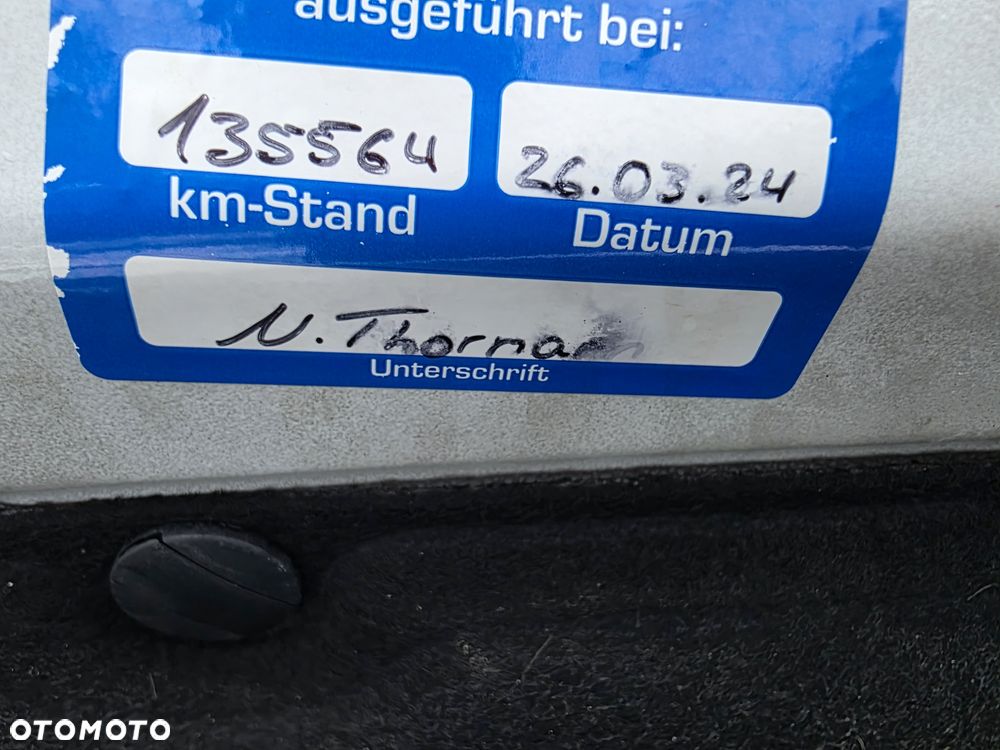 ausgeführt bei:
135564
26.03.24
km-Stand
Datum
N.
Unterschrift
OTOMOTO